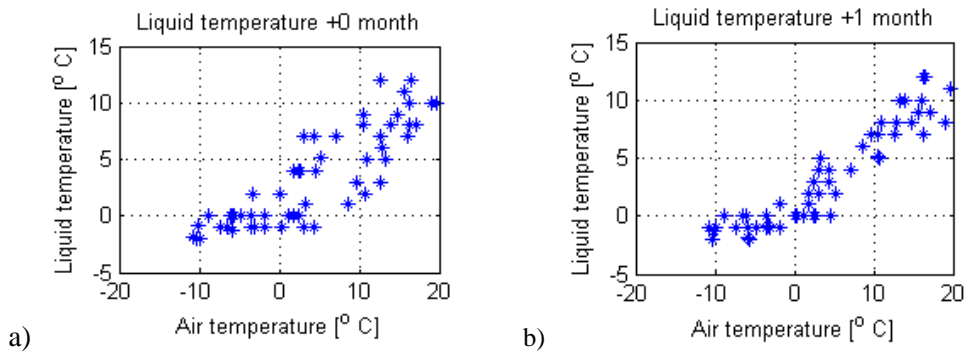 Liquid temperature +0 month
15
10
5
0
-5
-20 -10 0 10 20
Liquid temperature [° C]
Air temperature [° C]
a)
Liquid temperature +1 month
15
10
5
0
-5
-20 -10 0 10 20
Liquid temperature [° C]
Air temperature [° C]
b)